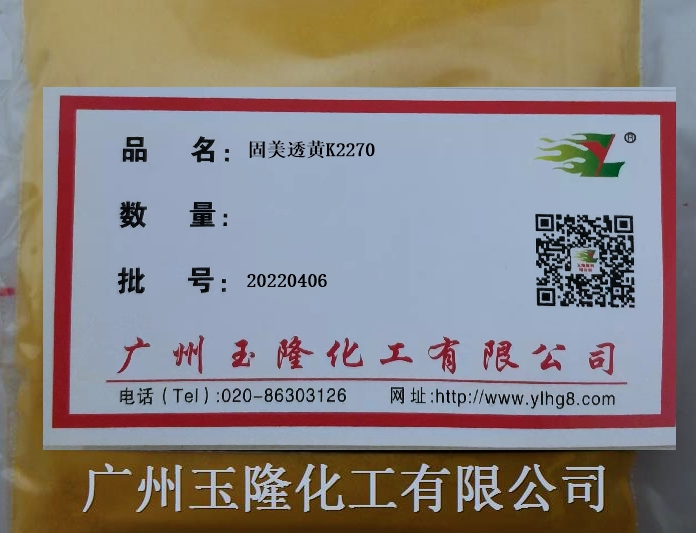 品 名: 固美透黄K2270
®
数 量:
批 号: 20220406
广州玉隆化工有限公司
电话(Tel):020-86303126 网址:http://www.ylhg8.com
广州玉隆化工有限公司